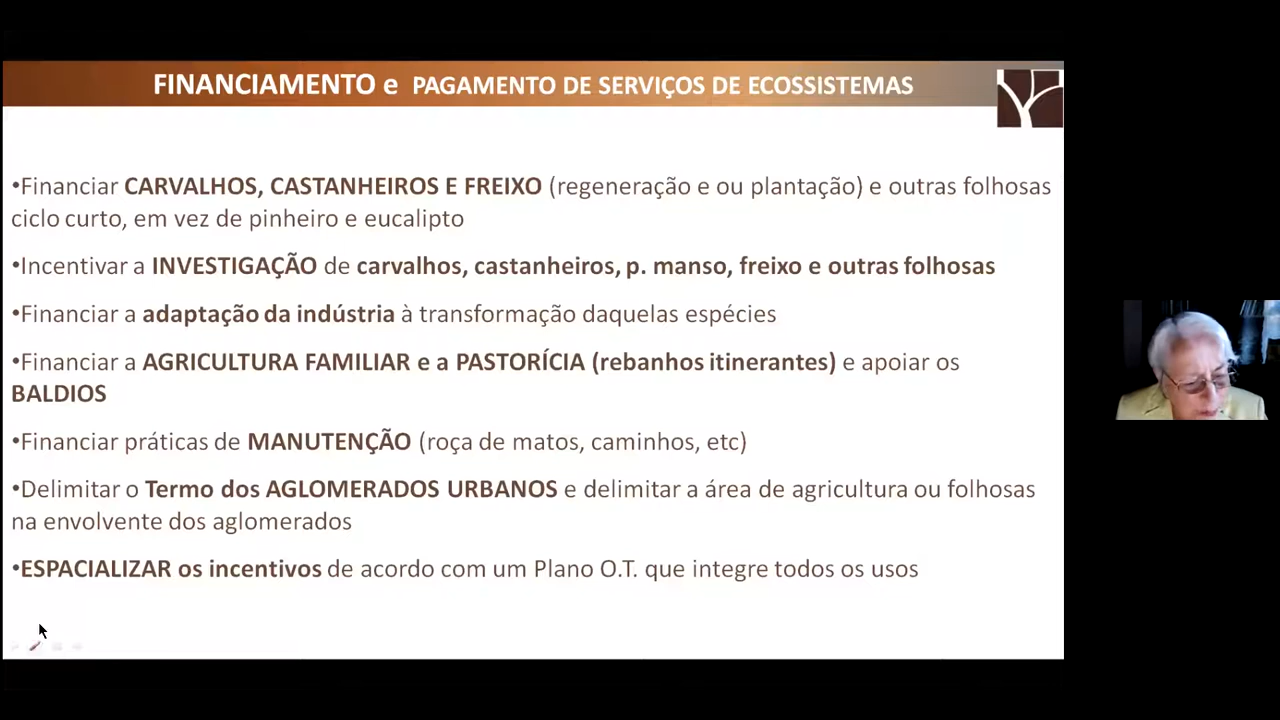 FINANCIAMENTO e PAGAMENTO DE SERVIÇOS DE ECOSSISTEMAS
•Financiar CARVALHOS, CASTANHEIROS E FREIXO (regeneração e ou plantação) e outras folhosas
ciclo curto, em vez de pinheiro e eucalipto
•Incentivar a INVESTIGAÇÃO de carvalhos, castanheiros, p. manso, freixo e outras folhosas
•Financiar a adaptação da indústria à transformação daquelas espécies
•Financiar a AGRICULTURA FAMILIAR e a PASTORÍCIA (rebanhos itinerantes) e apoiar os
BALDIOS
•Financiar práticas de MANUTENÇÃO (roça de matos, caminhos, etc)
•Delimitar o Termo dos AGLOMERADOS URBANOS e delimitar a área de agricultura ou folhosas
na envolvente dos aglomerados
•ESPACIALIZAR os incentivos de acordo com um Plano O.T. que integre todos os usos